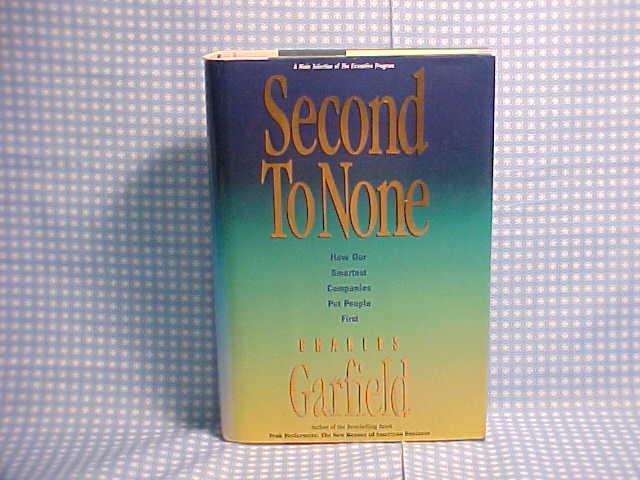 A Main Selection of The Executive Program
Second
To None
How Our
Smartest
Companies
Put People
First
CHARLES
Garfield
Author of the Bestselling Book
Peak Performers: The New Heroes of American Business